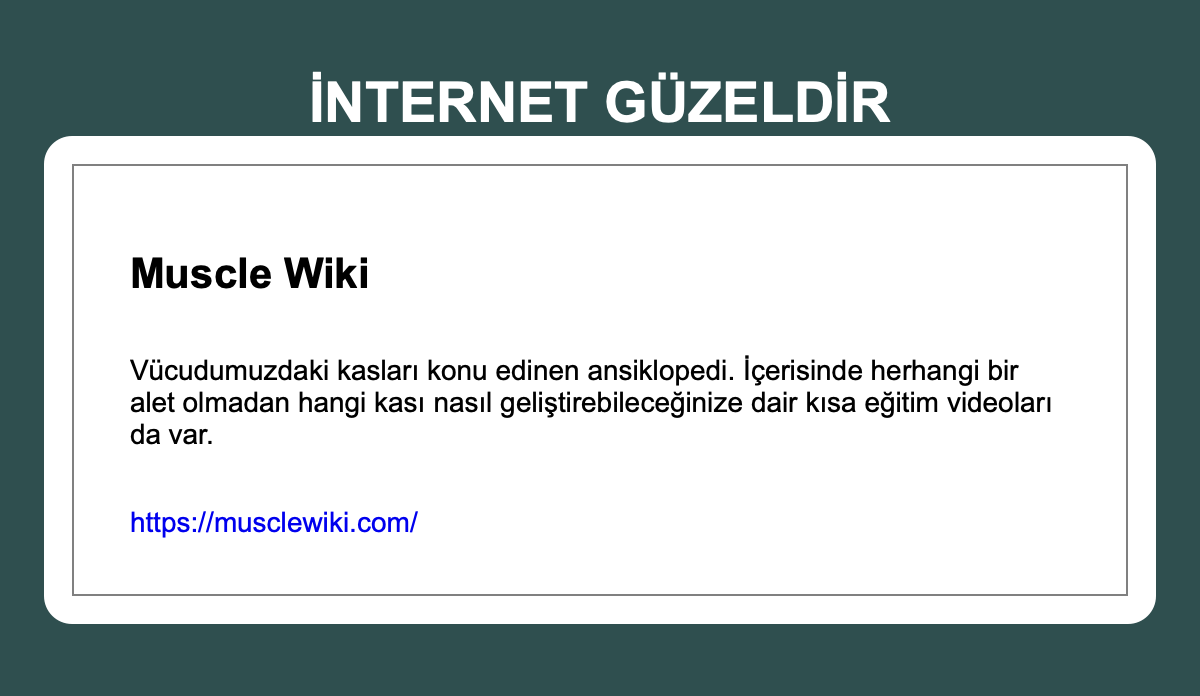 İNTERNET GÜZELDİR
Muscle Wiki
Vücudumuzdaki kasları konu edinen ansiklopedi. İçerisinde herhangi bir
alet olmadan hangi kası nasıl geliştirebileceğinize dair kısa eğitim videoları
da var.
https://musclewiki.com/